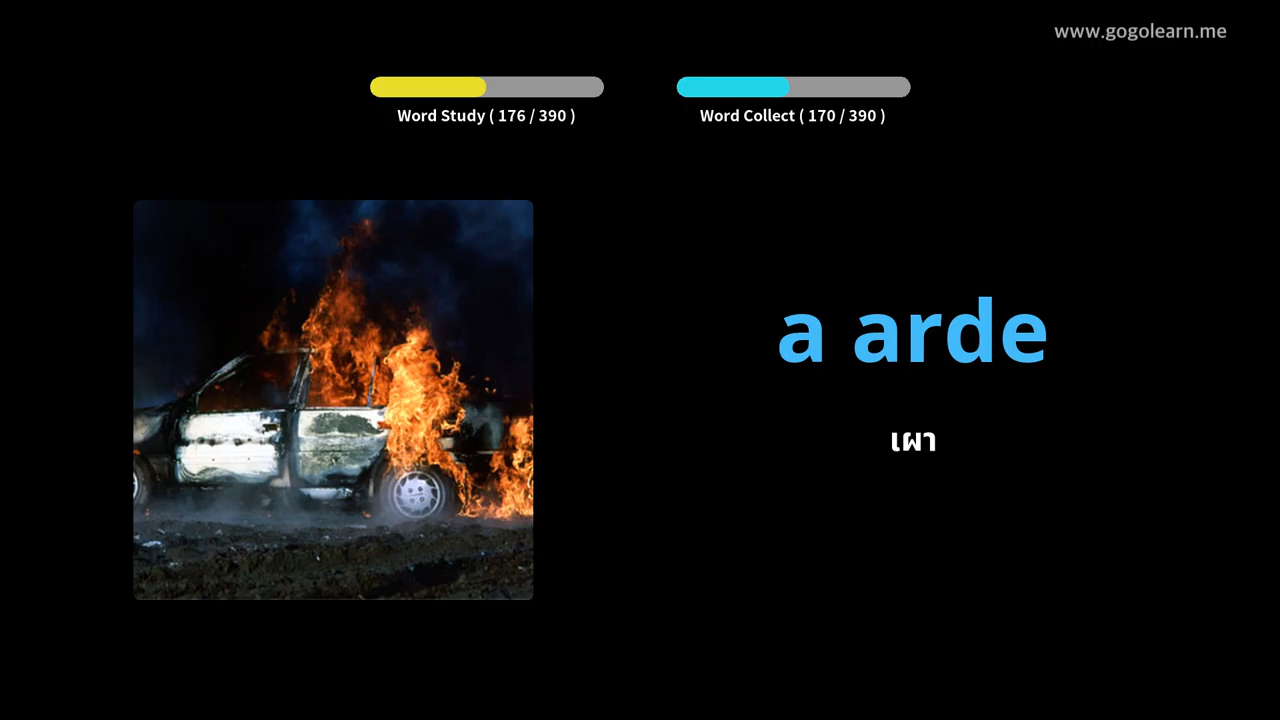 www.gogolearn.me
Word Study ( 176 / 390 )
Word Collect ( 170 / 390 )
a arde
เผา